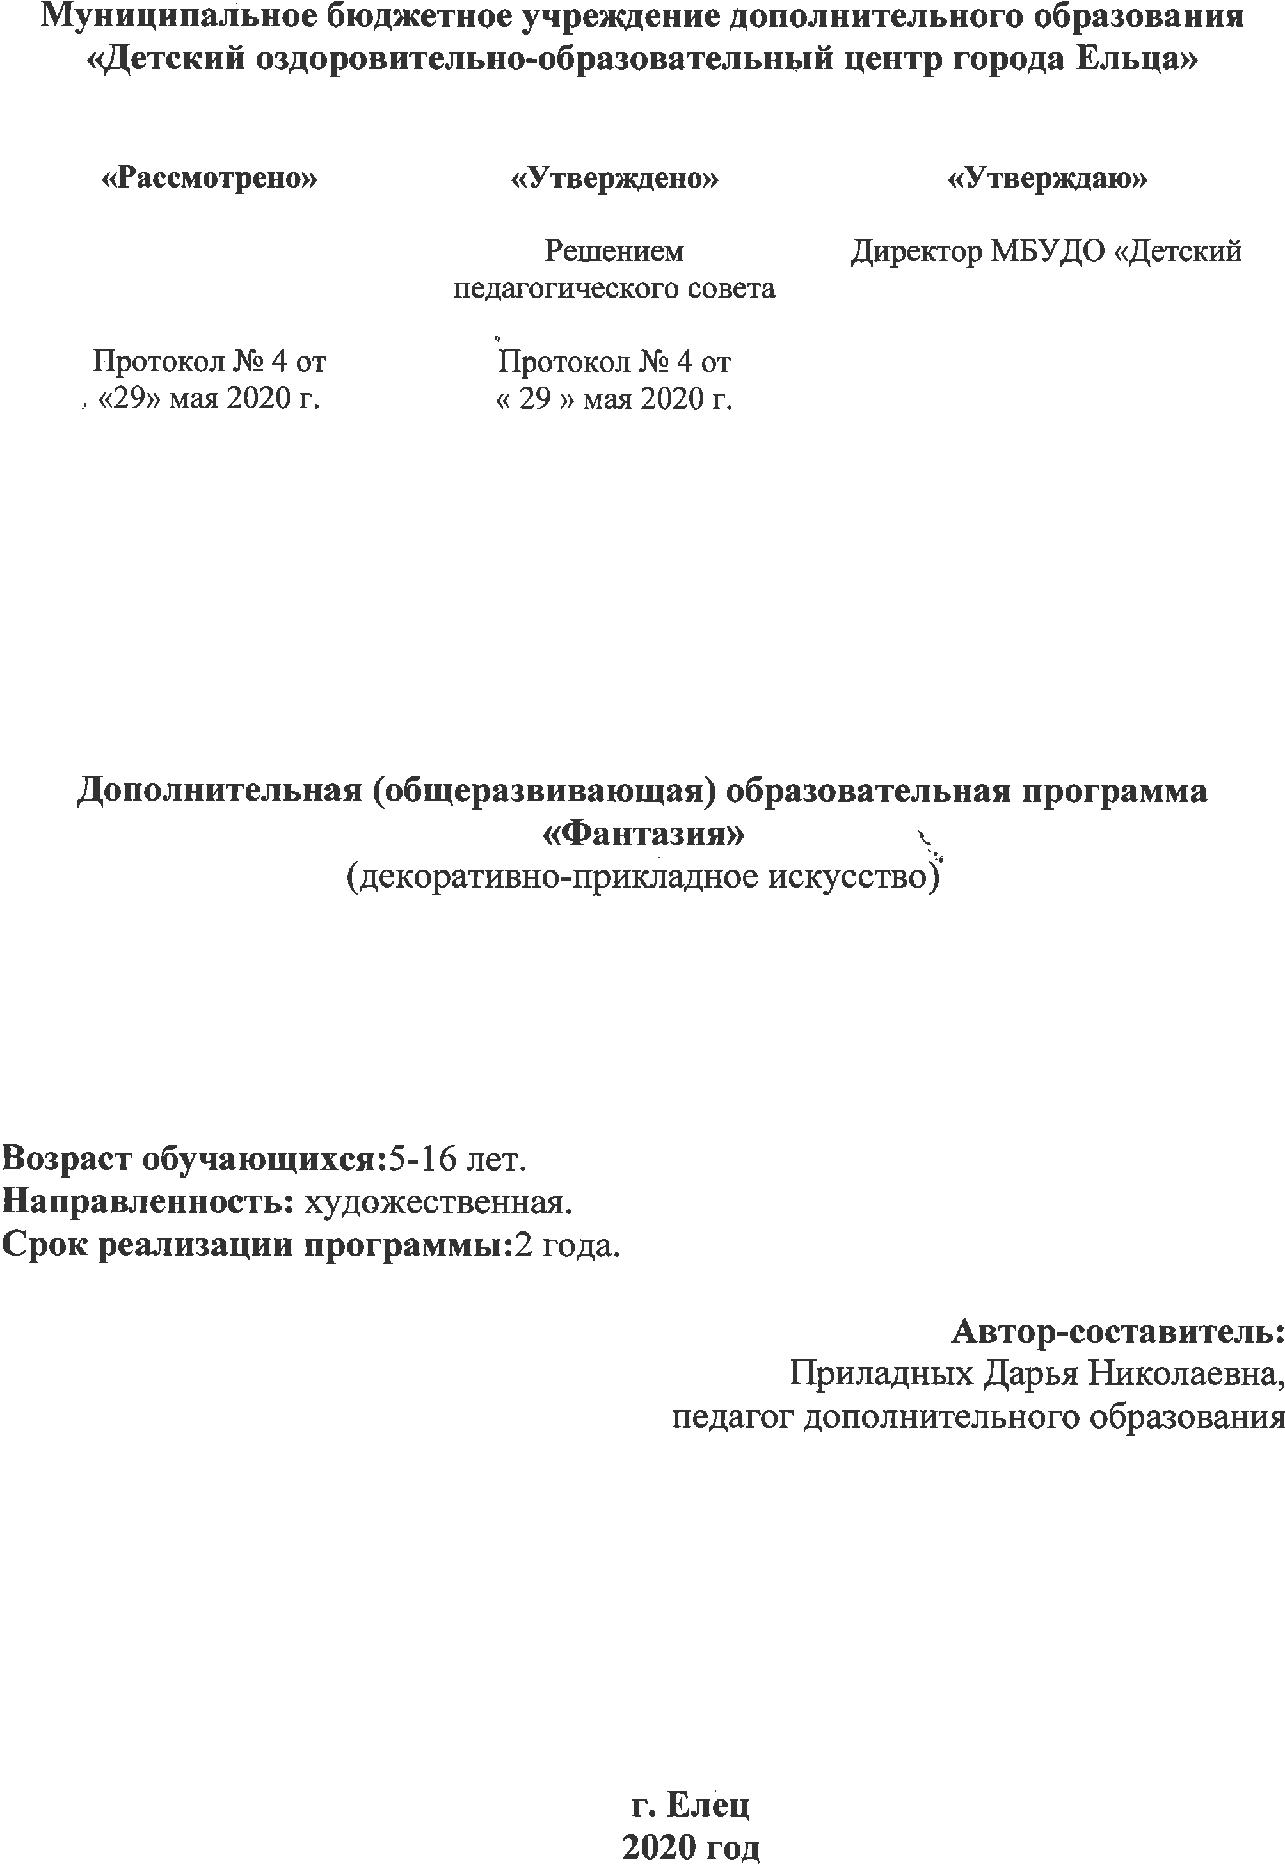 Муниципальное бюджетное учреждение дополнительного образования
«Детский оздоровительно-образовательный центр города Ельца»
«Рассмотрено»
Протокол № 4 от
«29» мая 2020 г.
«Утверждено»
Решением
педагогического совета
Протокол № 4 от
« 29 » мая 2020 г.
«Утверждаю»
Директор МБУДО «Детский
Дополнительная (общеразвивающая) образовательная программа
«Фантазия»
(декоративно-прикладное искусство)
Возраст обучающихся:5-16 лет.
Направленность: художественная.
Срок реализации программы:2 года.
Автор-составитель:
Приладных Дарья Николаевна,
педагог дополнительного образования
г. Елец
2020 год